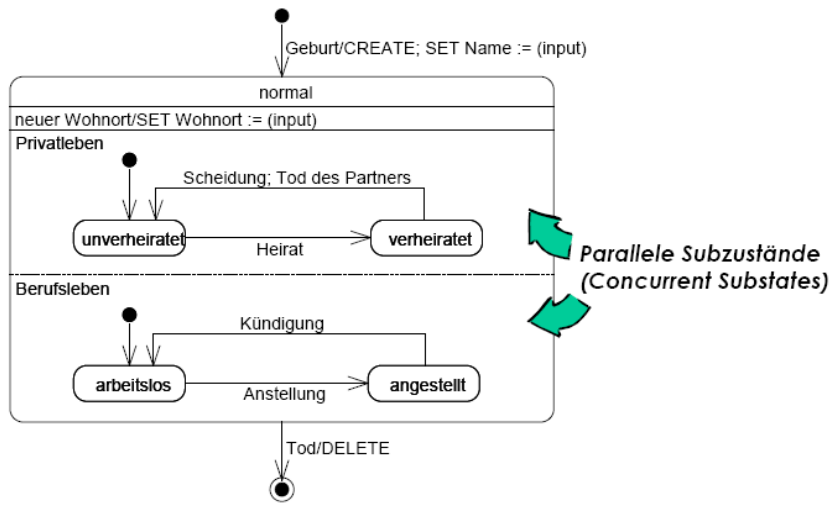 Geburt/CREATE; SET Name := (input)
normal
neuer Wohnort/SET Wohnort := (input)
Privatleben
Scheidung; Tod des Partners
unverheiratet
verheiratet
Heirat
Parallele Subzustände
(Concurrent Substates)
Berufsleben
Kündigung
arbeitslos
angestellt
Anstellung
Tod/DELETE